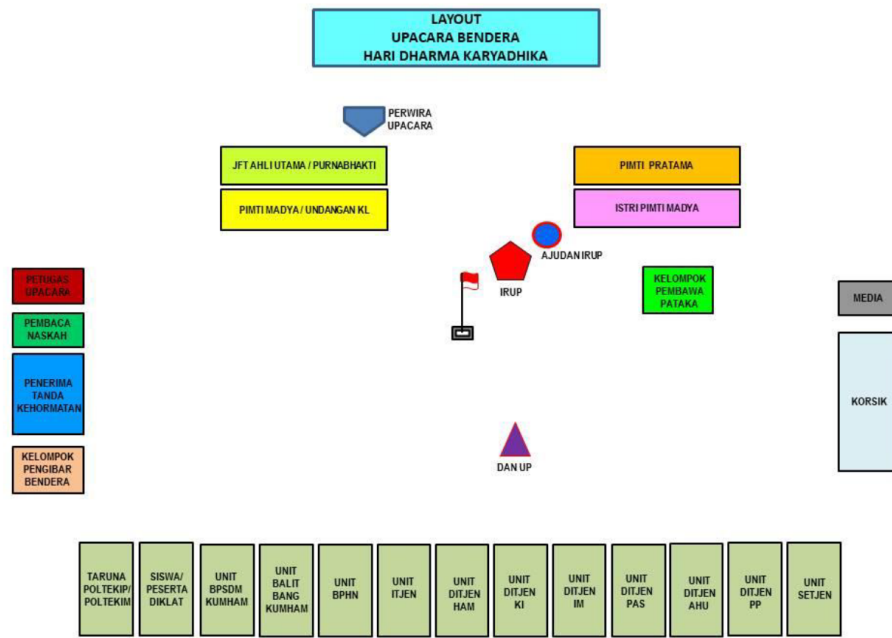 LAYOUT
UPACARA BENDERA
HARI DHARMA KARYADHIKA
PERWIRA
UPACARA
JFT AHLI UTAMA / PURNABHAKTI
PIMTI PRATAMA
PIMTI MADYA / UNDANGAN KL
ISTRI PIMTI MADYA
AJUDAN IRUP
IRUP
KELOMPOK
PEMBAWA
PATAKA
PETUGAS
UPACARA
MEDIA
PEMBACA
NASKAH
PENERIMA
TANDA
KEHORMATAN
KORSIK
KELOMPOK
PENGIBAR
BENDERA
DAN UP
TARUNA
POLTEKIP/
POLTEKIM
SISWA/
PESERTA
DIKLAT
UNIT
BPSDM
KUMHAM
UNIT
BALIT
BANG
KUMHAM
UNIT
BPHN
UNIT
ITJEN
UNIT
DITJEN
HAM
UNIT
DITJEN
KI
UNIT
DITJEN
IM
UNIT
DITJEN
PAS
UNIT
DITJEN
AHU
UNIT
DITJEN
PP
UNIT
SETJEN